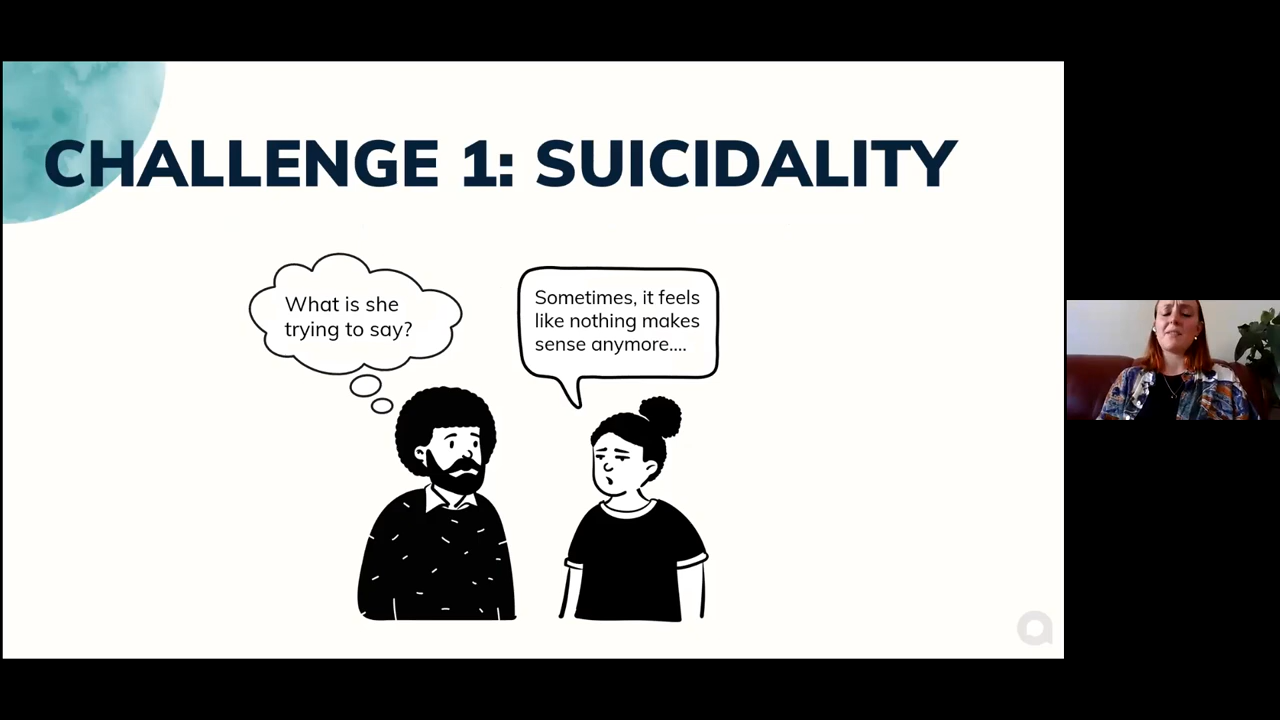 CHALLENGE 1: SUICIDALITY
What is she
trying to say?
Sometimes, it feels
like nothing makes
sense anymore....